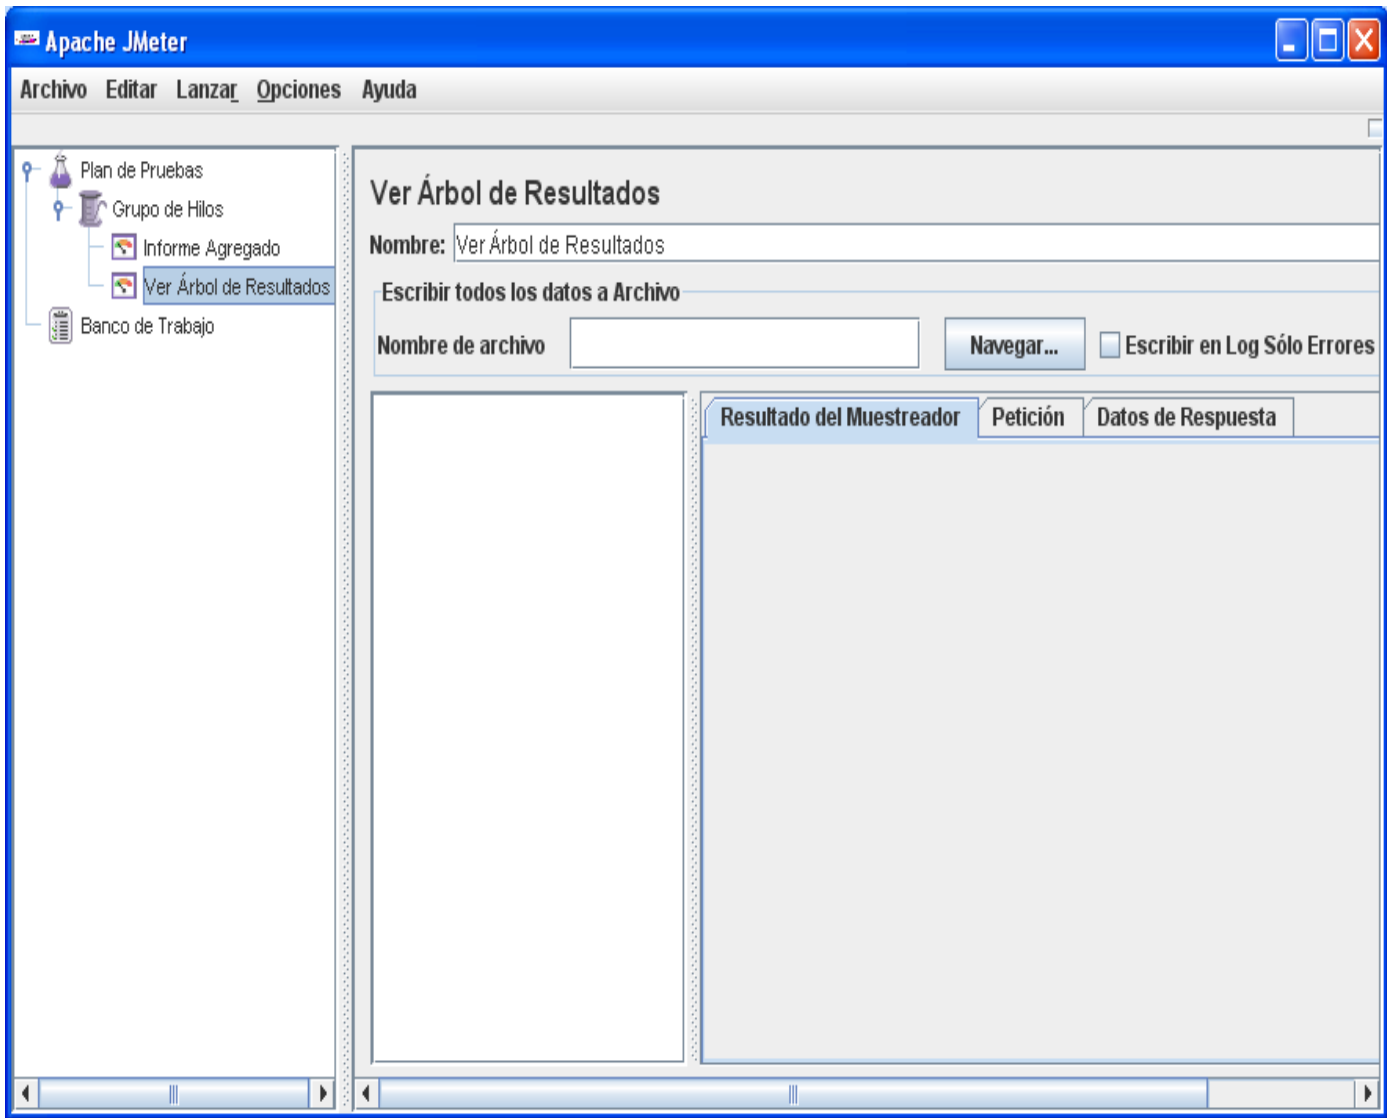 Apache JMeter
Archivo Editar Lanzar Opciones Ayuda
Plan de Pruebas
Grupo de Hilos
Informe Agregado
Ver Árbol de Resultados
Banco de Trabajo
Ver Árbol de Resultados
Nombre: Ver Árbol de Resultados
Escribir todos los datos a Archivo
Nombre de archivo Navegar... Escribir en Log Sólo Errores
Resultado del Muestreador Petición Datos de Respuesta